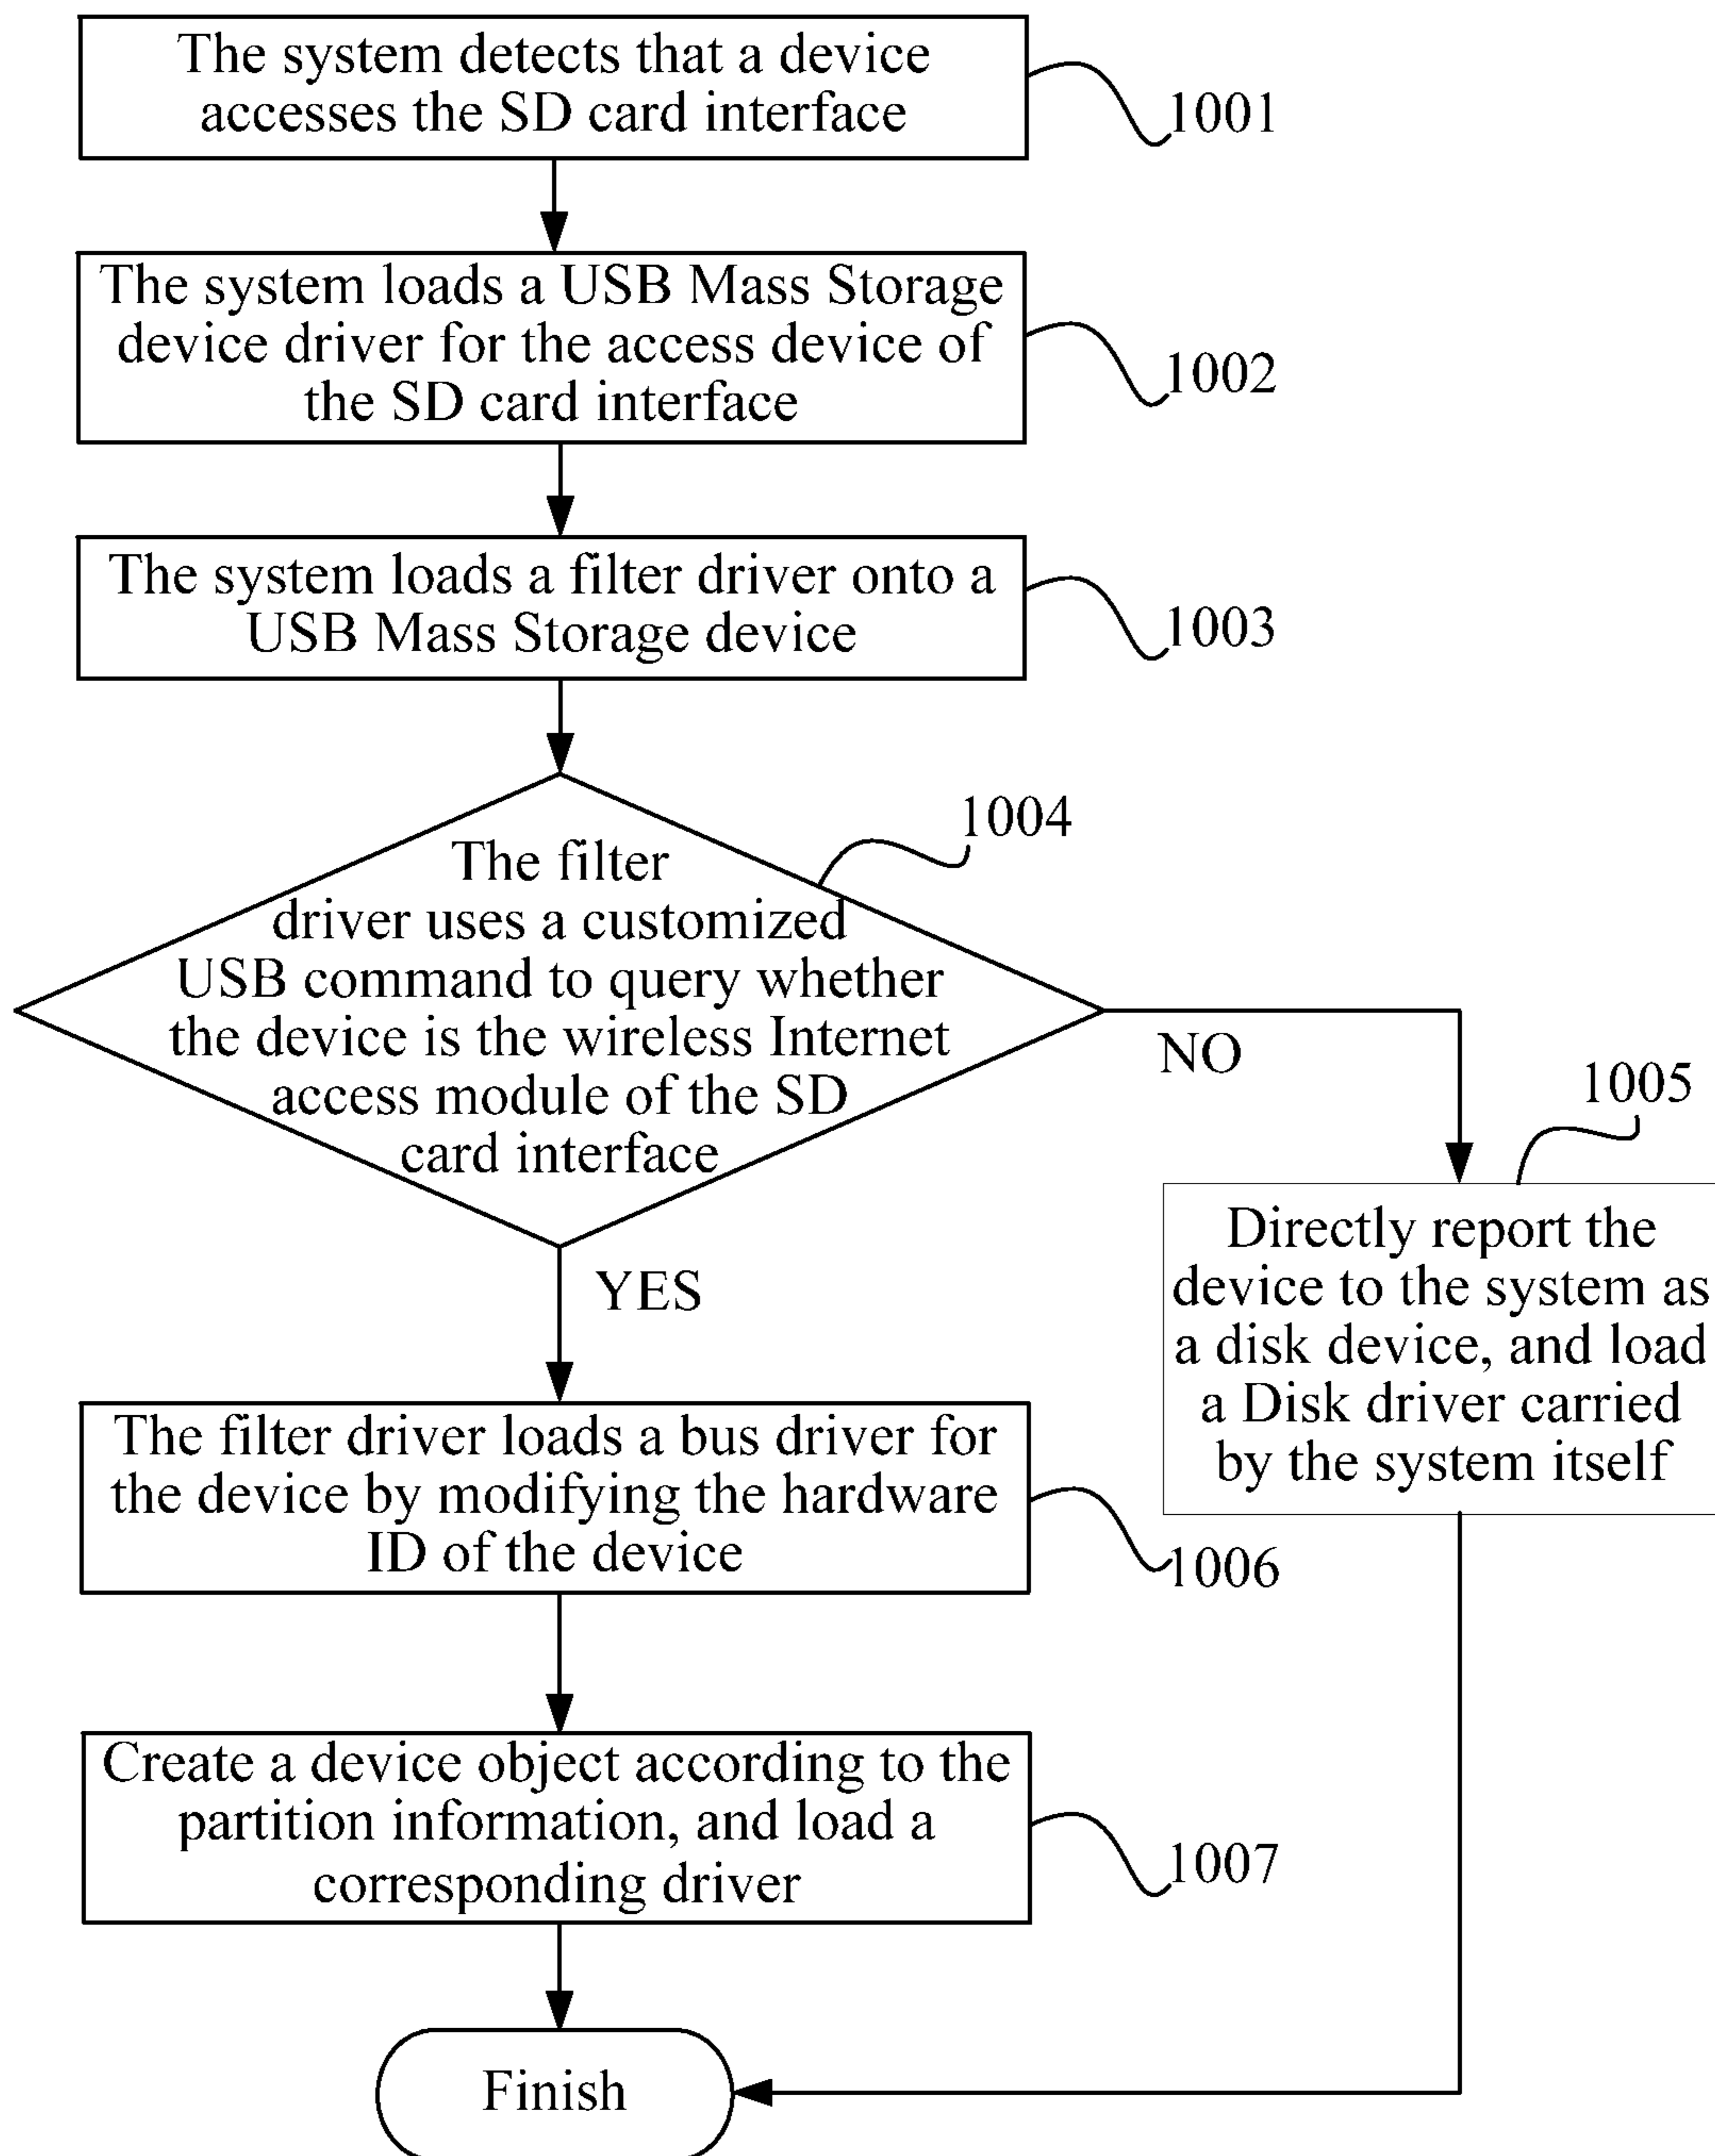 The system detects that a device
accesses the SD card interface
1001
The system loads a USB Mass Storage
device driver for the access device of
the SD card interface
1002
The system loads a filter driver onto a
USB Mass Storage device
1003
1004
The filter
driver uses a customized
USB command to query whether
the device is the wireless Internet
access module of the SD
card interface
NO
YES
1005
Directly report the
device to the system as
a disk device, and load
a Disk driver carried
by the system itself
The filter driver loads a bus driver for
the device by modifying the hardware
ID of the device
1006
Create a device object according to the
partition information, and load a
corresponding driver
1007
Finish